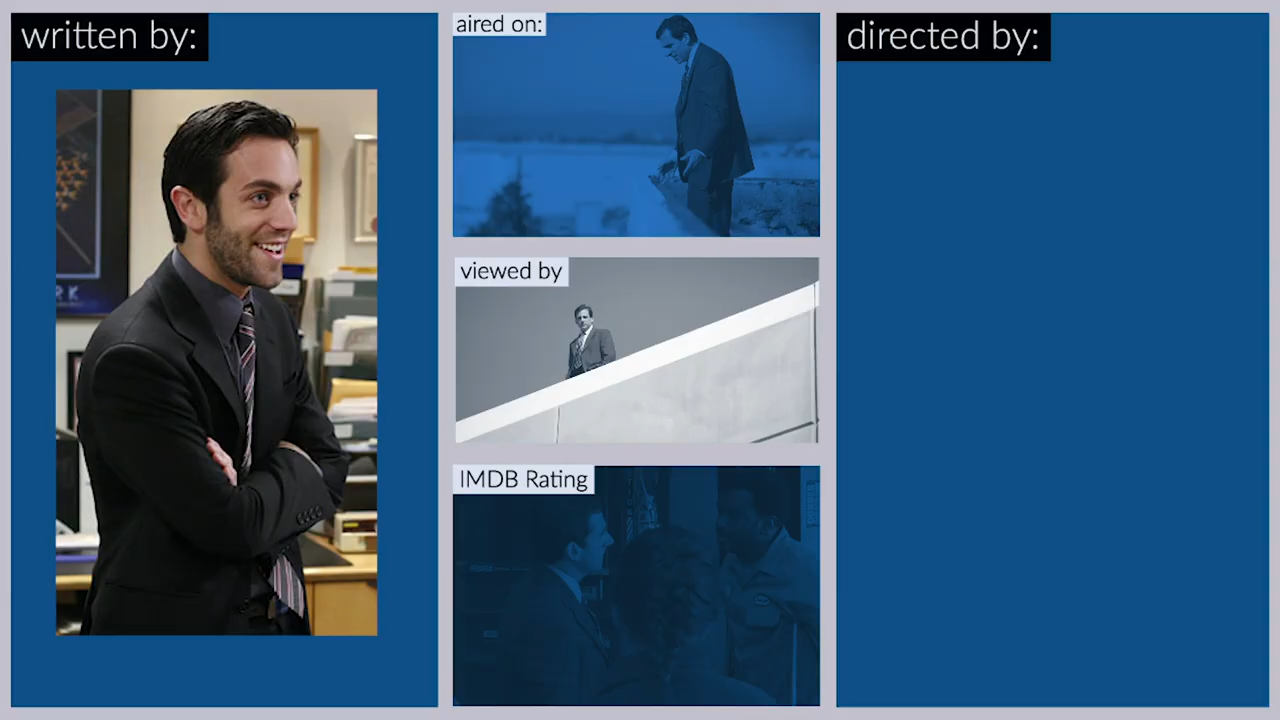 written by:
aired on:
viewed by
IMDB Rating
directed by: